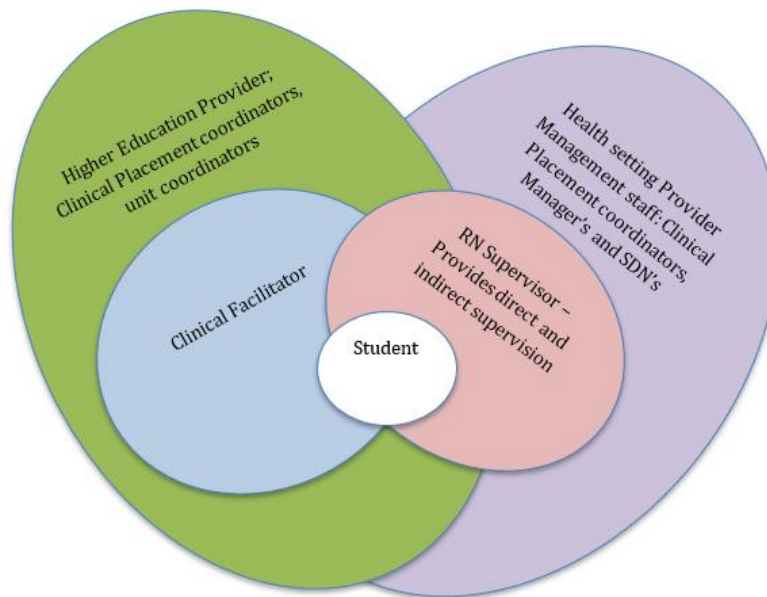 Higher Education Provider;
Clinical Placement coordinators,
unit coordinators
Health setting Provider
Management staff: Clinical
Placement coordinators,
Manager's and SDN's
Clinical Facilitator
RN Supervisor –
Provides direct and
indirect supervision
Student